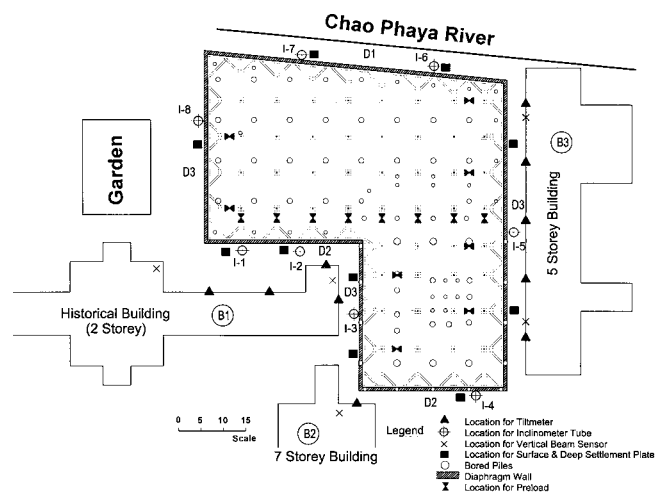 Chao Phaya River
I-7
D1
I-6
I-8
Garden
D3
B3
D3
5 Storey Building
I-5
I-1
I-2
D2
D3
Historical Building
(2 Storey)
B1
I-3
D2
I-4
0 5 10 15
Scale
B2
7 Storey Building
Legend
Location for Tiltmeter
Location for Inclinometer Tube
Location for Vertical Beam Sensor
Location for Surface & Deep Settlement Plate
Bored Piles
Diaphragm Wall
Location for Preload